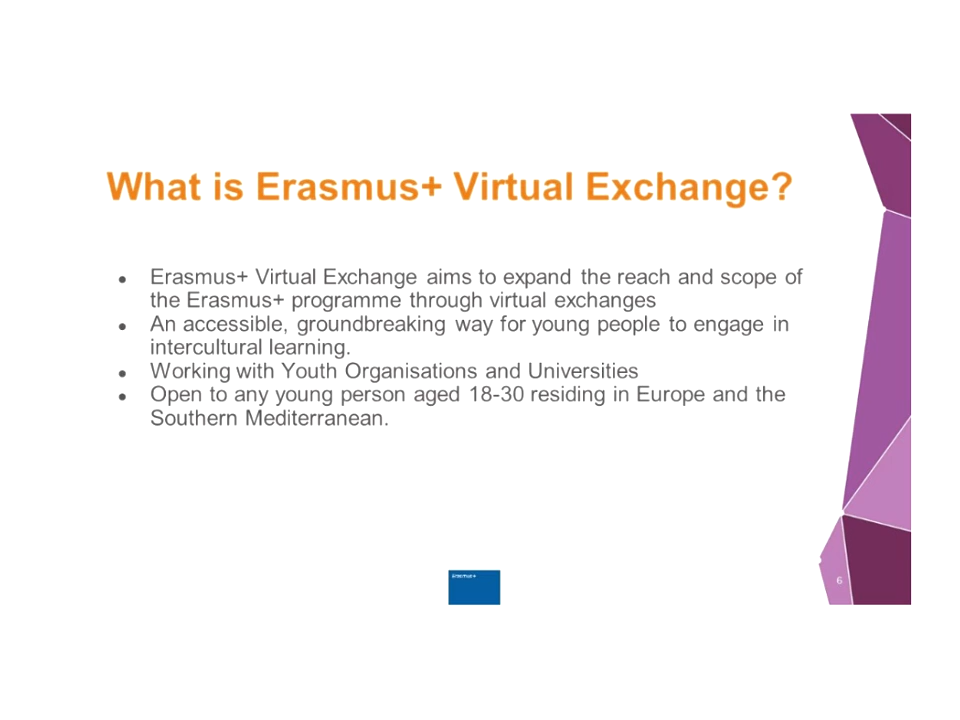 What is Erasmus+ Virtual Exchange?
● Erasmus+ Virtual Exchange aims to expand the reach and scope of
the Erasmus+ programme through virtual exchanges
● An accessible, groundbreaking way for young people to engage in
intercultural learning.
● Working with Youth Organisations and Universities
● Open to any young person aged 18-30 residing in Europe and the
Southern Mediterranean.
Erasmus+
6